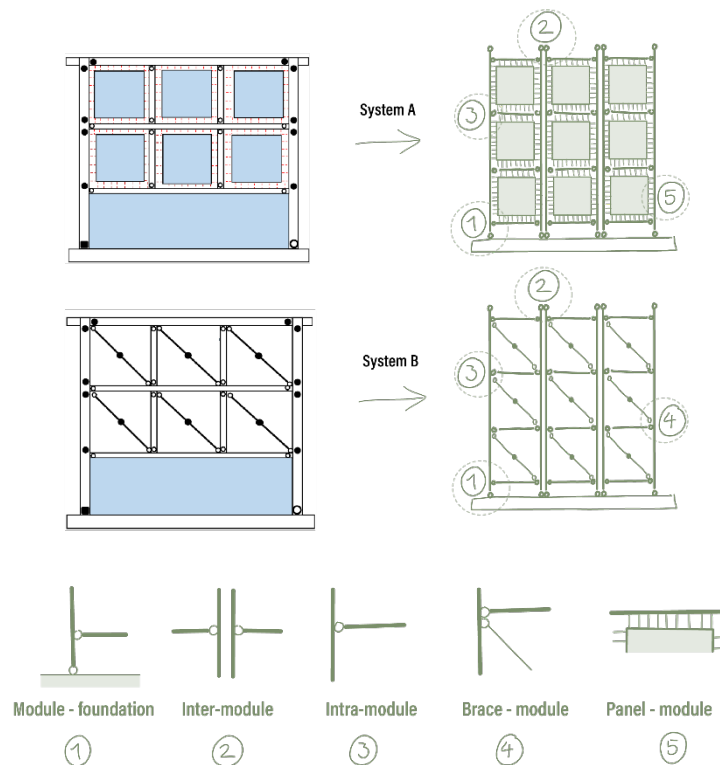 ②
System A
③
⑤
①
②
System B
③
④
①
Module - foundation
Inter-module
Intra-module
Brace - module
Panel - module
①
②
③
④
⑤